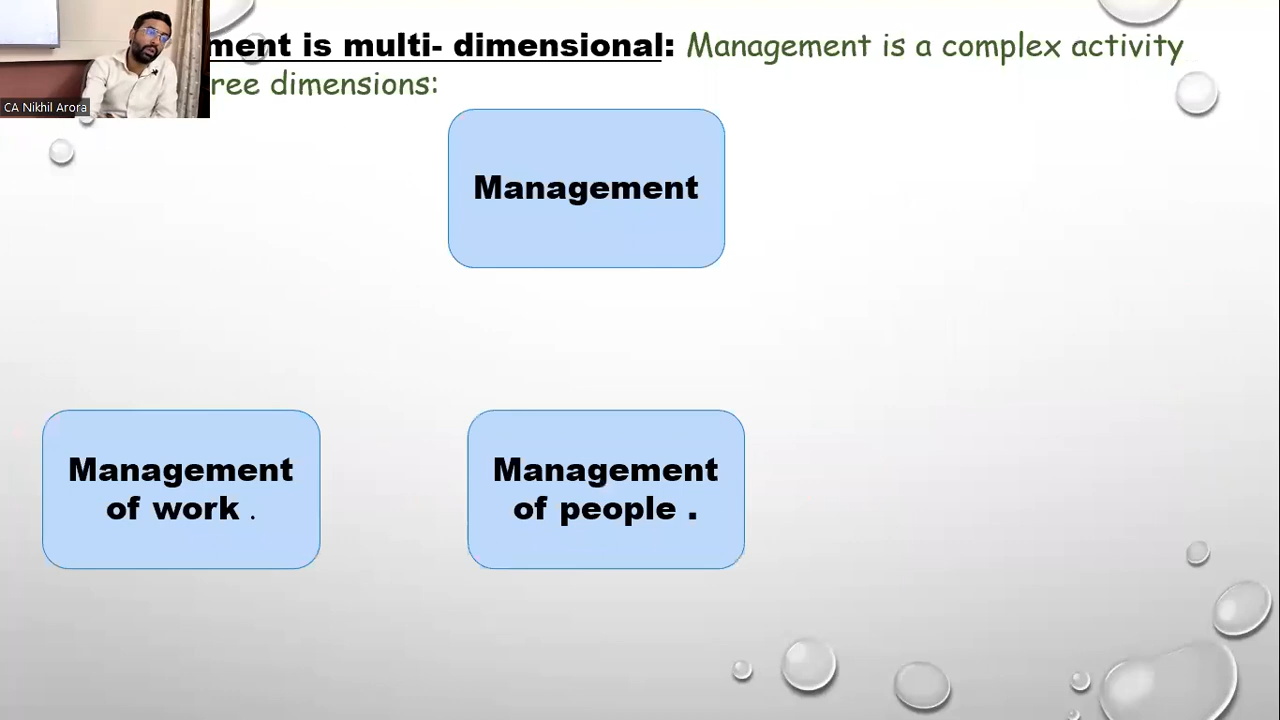 ment is multi- dimensional: Management is a complex activity
ree dimensions:
CA Nikhil Arora
Management
Management
of work .
Management
of people .